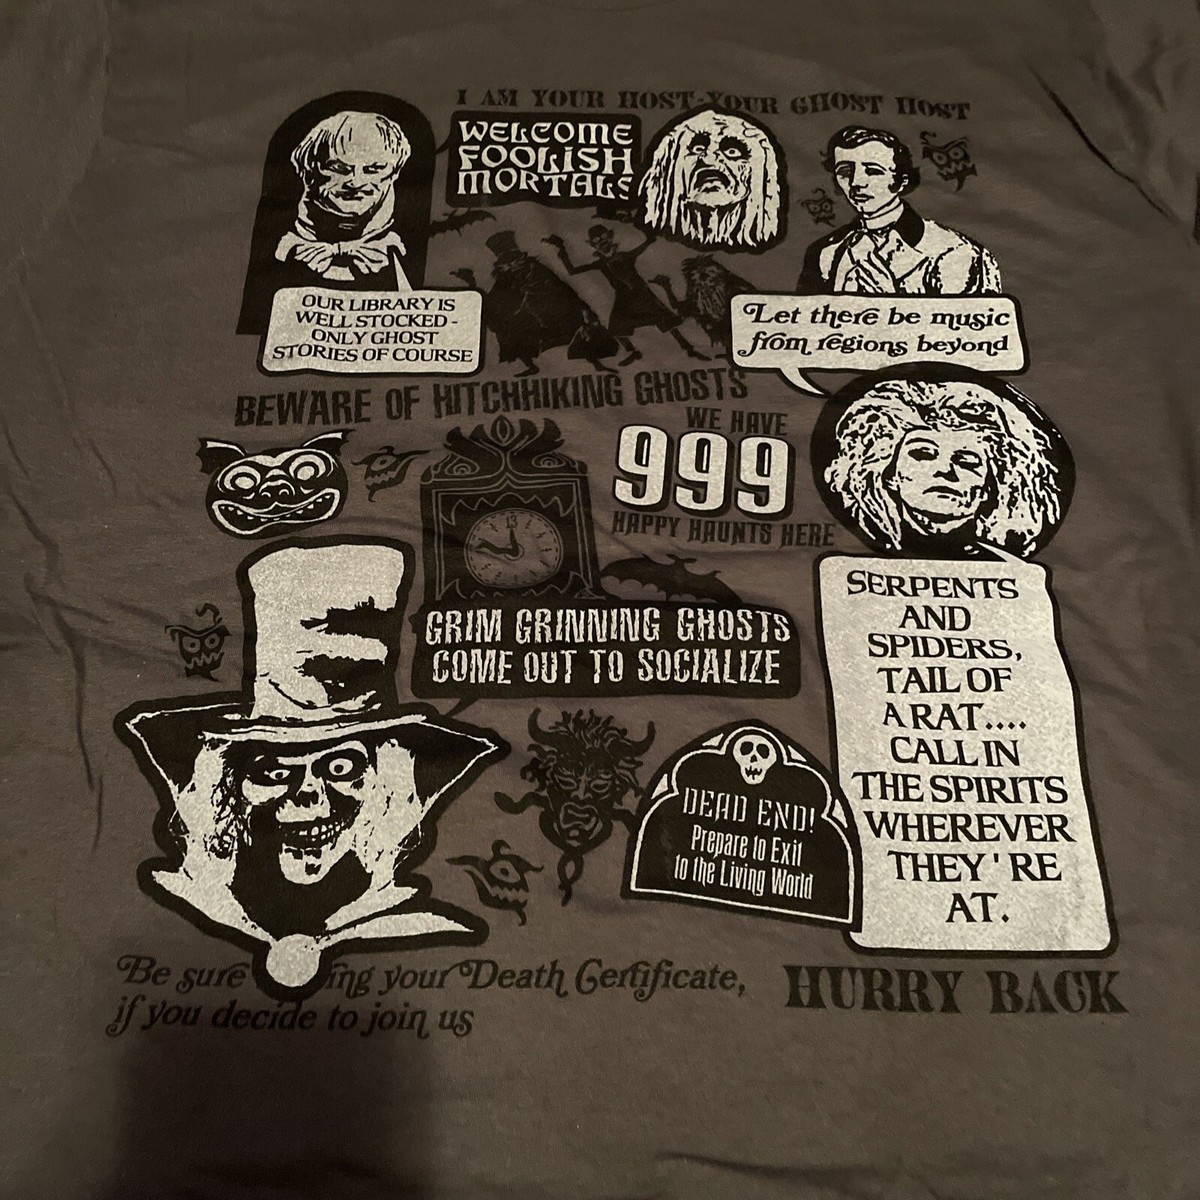 I AM YOUR HOST-YOUR GHOST HOST
WELCOME
FOOLISH
MORTALS
OUR LIBRARY IS
WELL STOCKED -
ONLY GHOST
STORIES OF COURSE
Let there be music
from regions beyond
BEWARE OF HITCHHIKING GHOSTS
WE HAVE
999
HAPPY HAUNTS HERE
13
GRIM GRINNING GHOSTS
COME OUT TO SOCIALIZE
SERPENTS
AND
SPIDERS,
TAIL OF
A RAT....
CALL IN
THE SPIRITS
WHEREVER
THEY'RE
AT.
DEAD END!
Prepare to Exit
to the Living World
Be sure ing your Death Certificate,
if you decide to join us
HURRY BACK